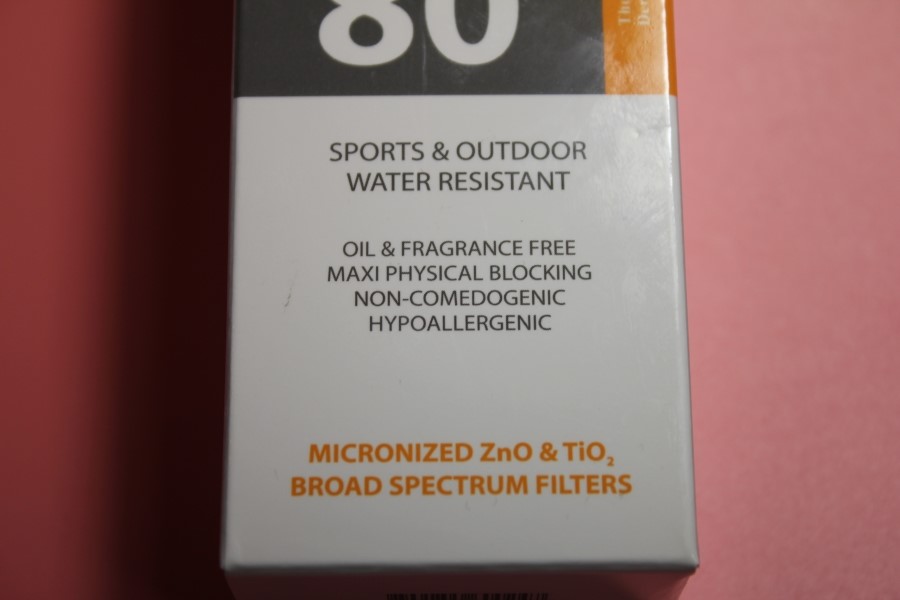 80
SPORTS & OUTDOOR
WATER RESISTANT
OIL & FRAGRANCE FREE
MAXI PHYSICAL BLOCKING
NON-COMEDOGENIC
HYPOALLERGENIC
MICRONIZED ZnO & TiO₂
BROAD SPECTRUM FILTERS